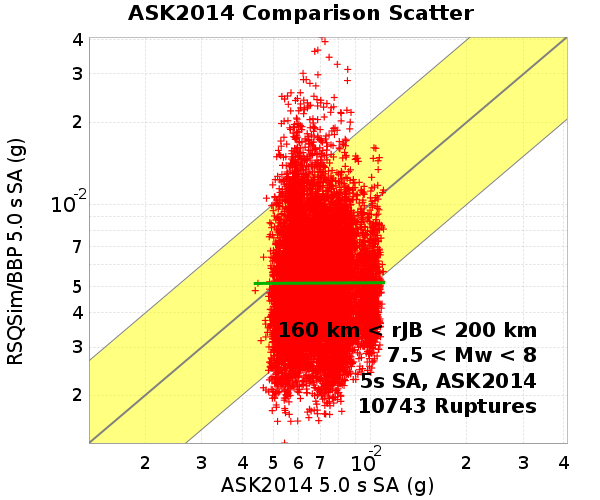 ASK2014 Comparison Scatter
4
3
2
10-2
7
5
4
3
2
RSQSim/BBP 5.0 s SA (g)
160 km < rJB < 200 km
7.5 < Mw < 8
5s SA, ASK2014
10743 Ruptures
2 3 4 5 6 7 10-2 2 3 4
ASK2014 5.0 s SA (g)